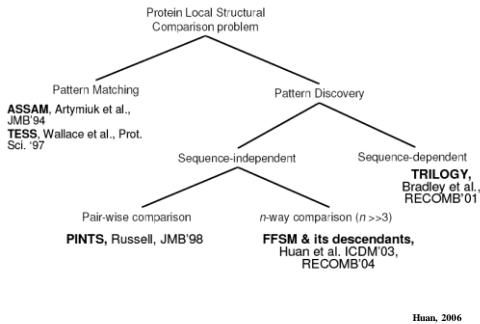 Protein Local Structural
Comparison problem
Pattern Matching
ASSAM, Artymiuk et al.,
JMB'94
TESS, Wallace et al., Prot.
Sci. '97
Pattern Discovery
Sequence-independent
Sequence-dependent
TRILOGY,
Bradley et al.,
RECOMB'01
Pair-wise comparison
PINTS, Russell, JMB'98
n-way comparison (n >>3)
FFSM & its descendants,
Huan et al. ICDM'03,
RECOMB'04
Huan, 2006